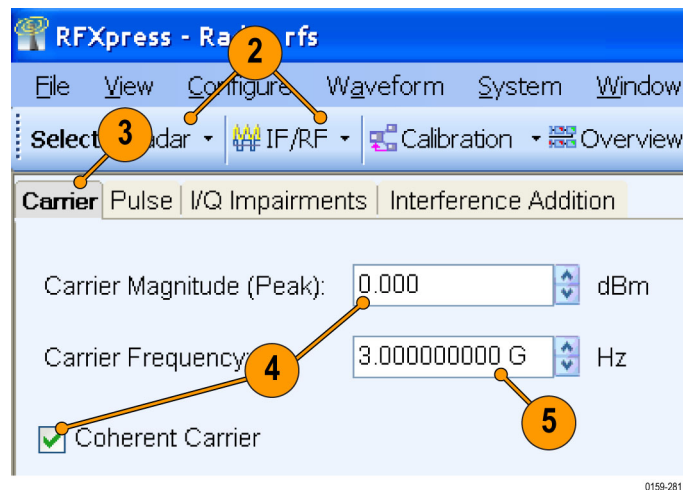 RFXpress - Ra rfs
2
File View Configure Waveform System Window
Select 3 dar IF/RF Calibration Overview
Carrier Pulse I/Q Impairments Interference Addition
Carrier Magnitude (Peak): 0.000 dBm
Carrier Frequency: 4 3.000000000 G Hz
5
Coherent Carrier
0159-281